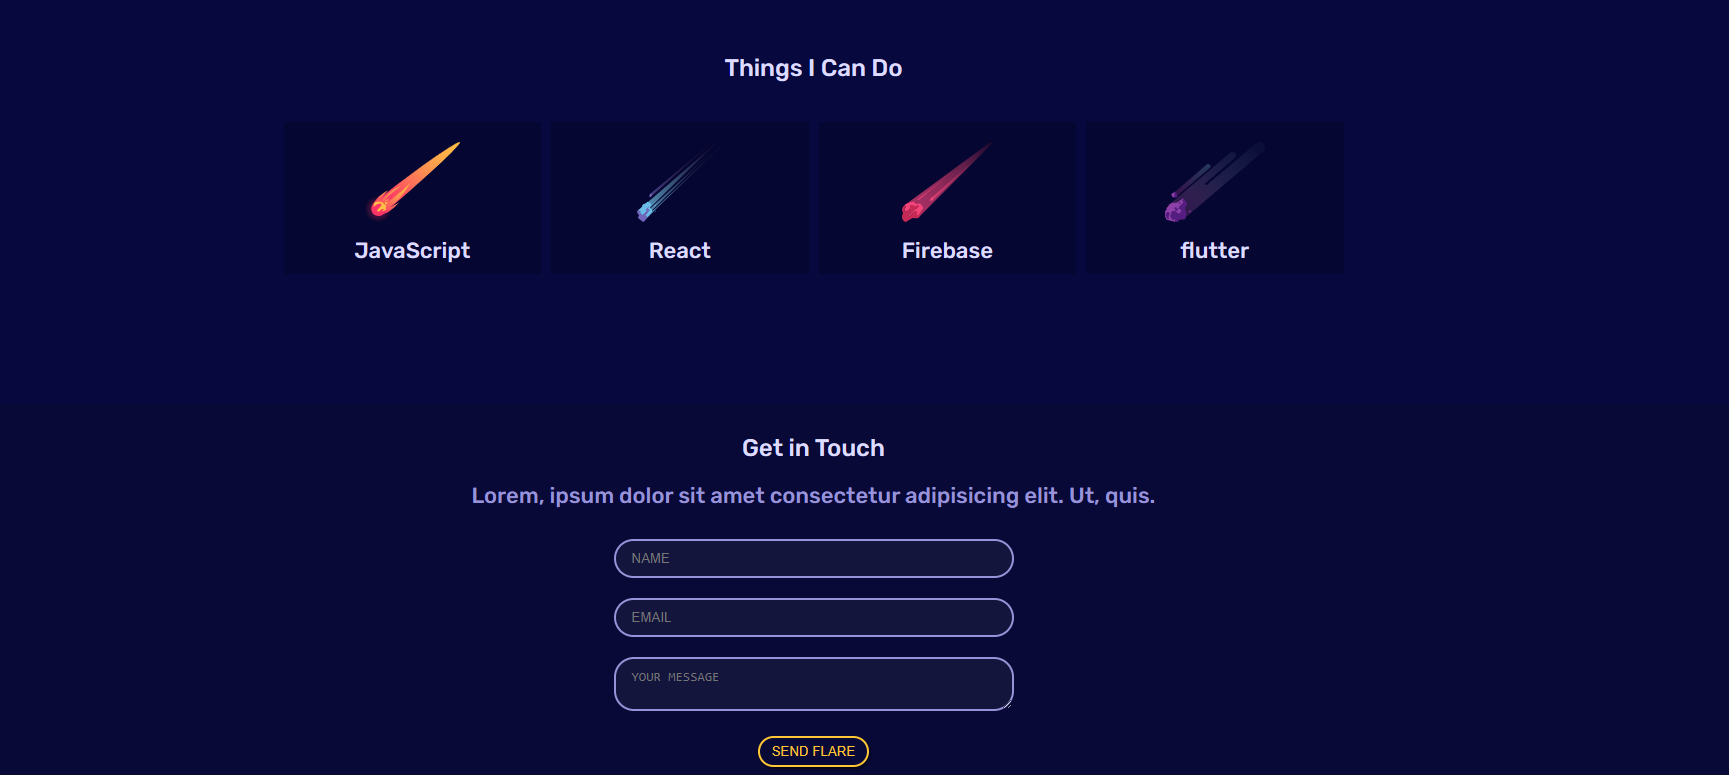 Things I Can Do
JavaScript
React
Firebase
flutter
Get in Touch
Lorem, ipsum dolor sit amet consectetur adipisicing elit. Ut, quis.
NAME
EMAIL
YOUR MESSAGE
SEND FLARE